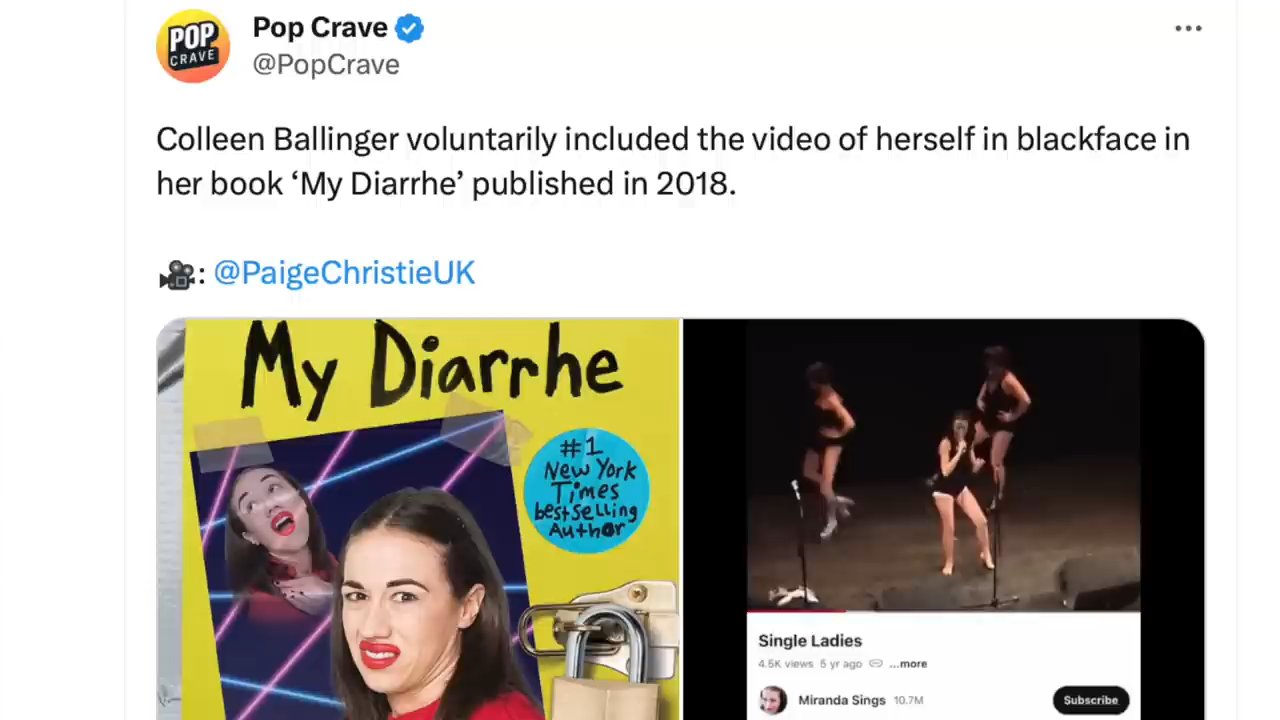 POP
CRAVE
Pop Crave
@PopCrave
Colleen Ballinger voluntarily included the video of herself in blackface in
her book ‘My Diarrhe’ published in 2018.
: @PaigeChristieUK
My Diarrhe
#1
New York
Times
bestselling
Author
Single Ladies
4.5K views 5 yr ago ...more
Miranda Sings 10.7M
Subscribe